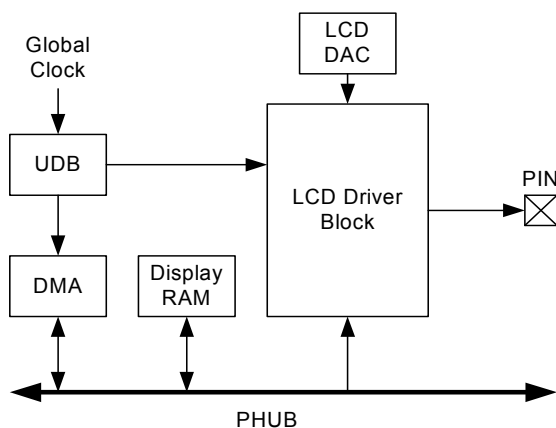 LCD
DAC
Global
Clock
UDB
LCD Driver
Block
PIN
DMA
Display
RAM
PHUB